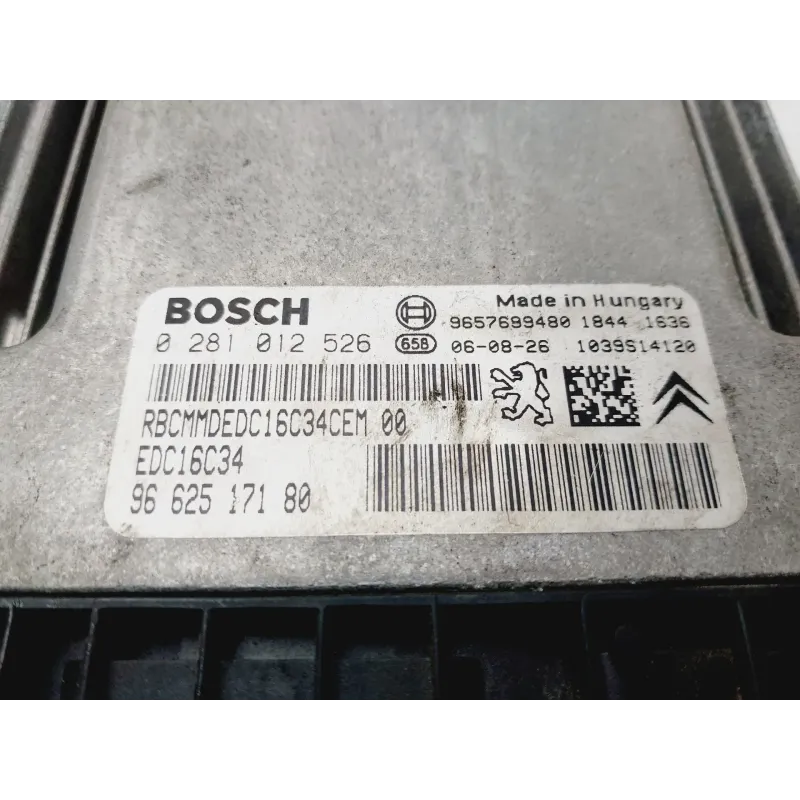 BOSCH
Made in Hungary
9657699480 1844 1636
0 281 012 526
658 06-08-26 1039S14120
RBCMMDEDC16C34CEM 00
EDC16C34
96 625 171 80